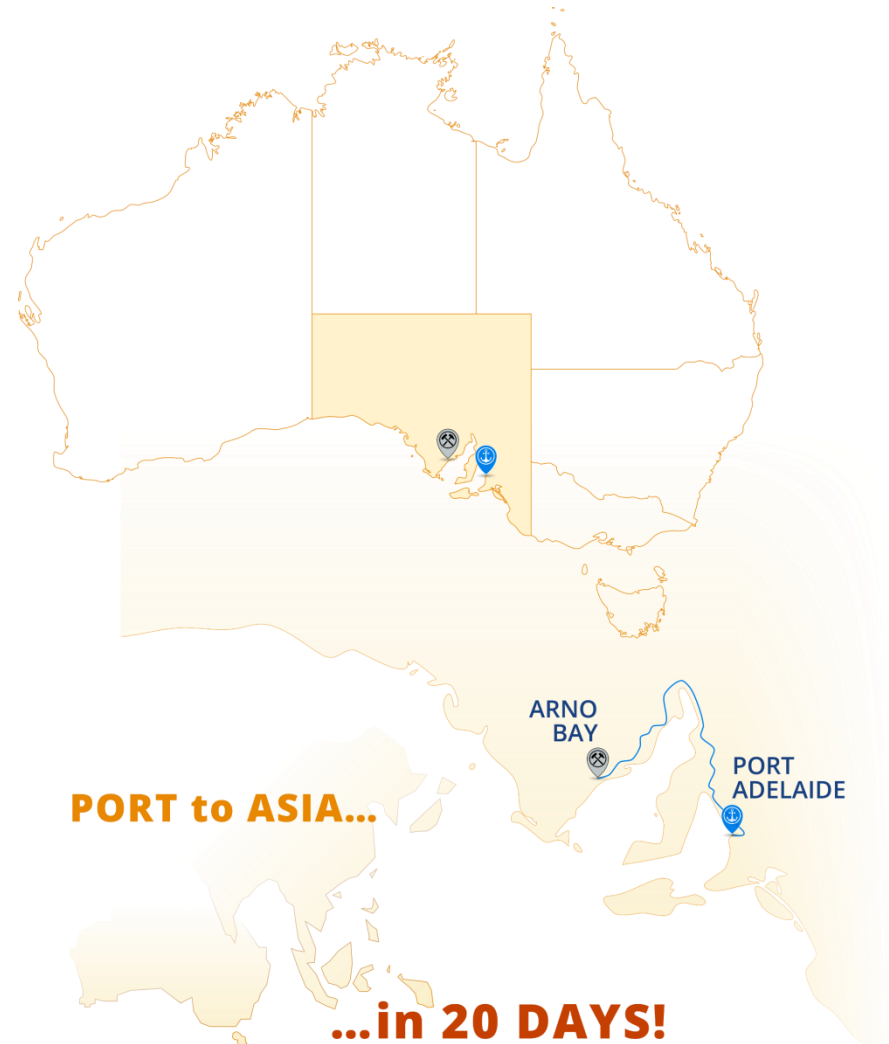 ARNO
BAY
PORT
ADELAIDE
PORT to ASIA...
...in 20 DAYS!